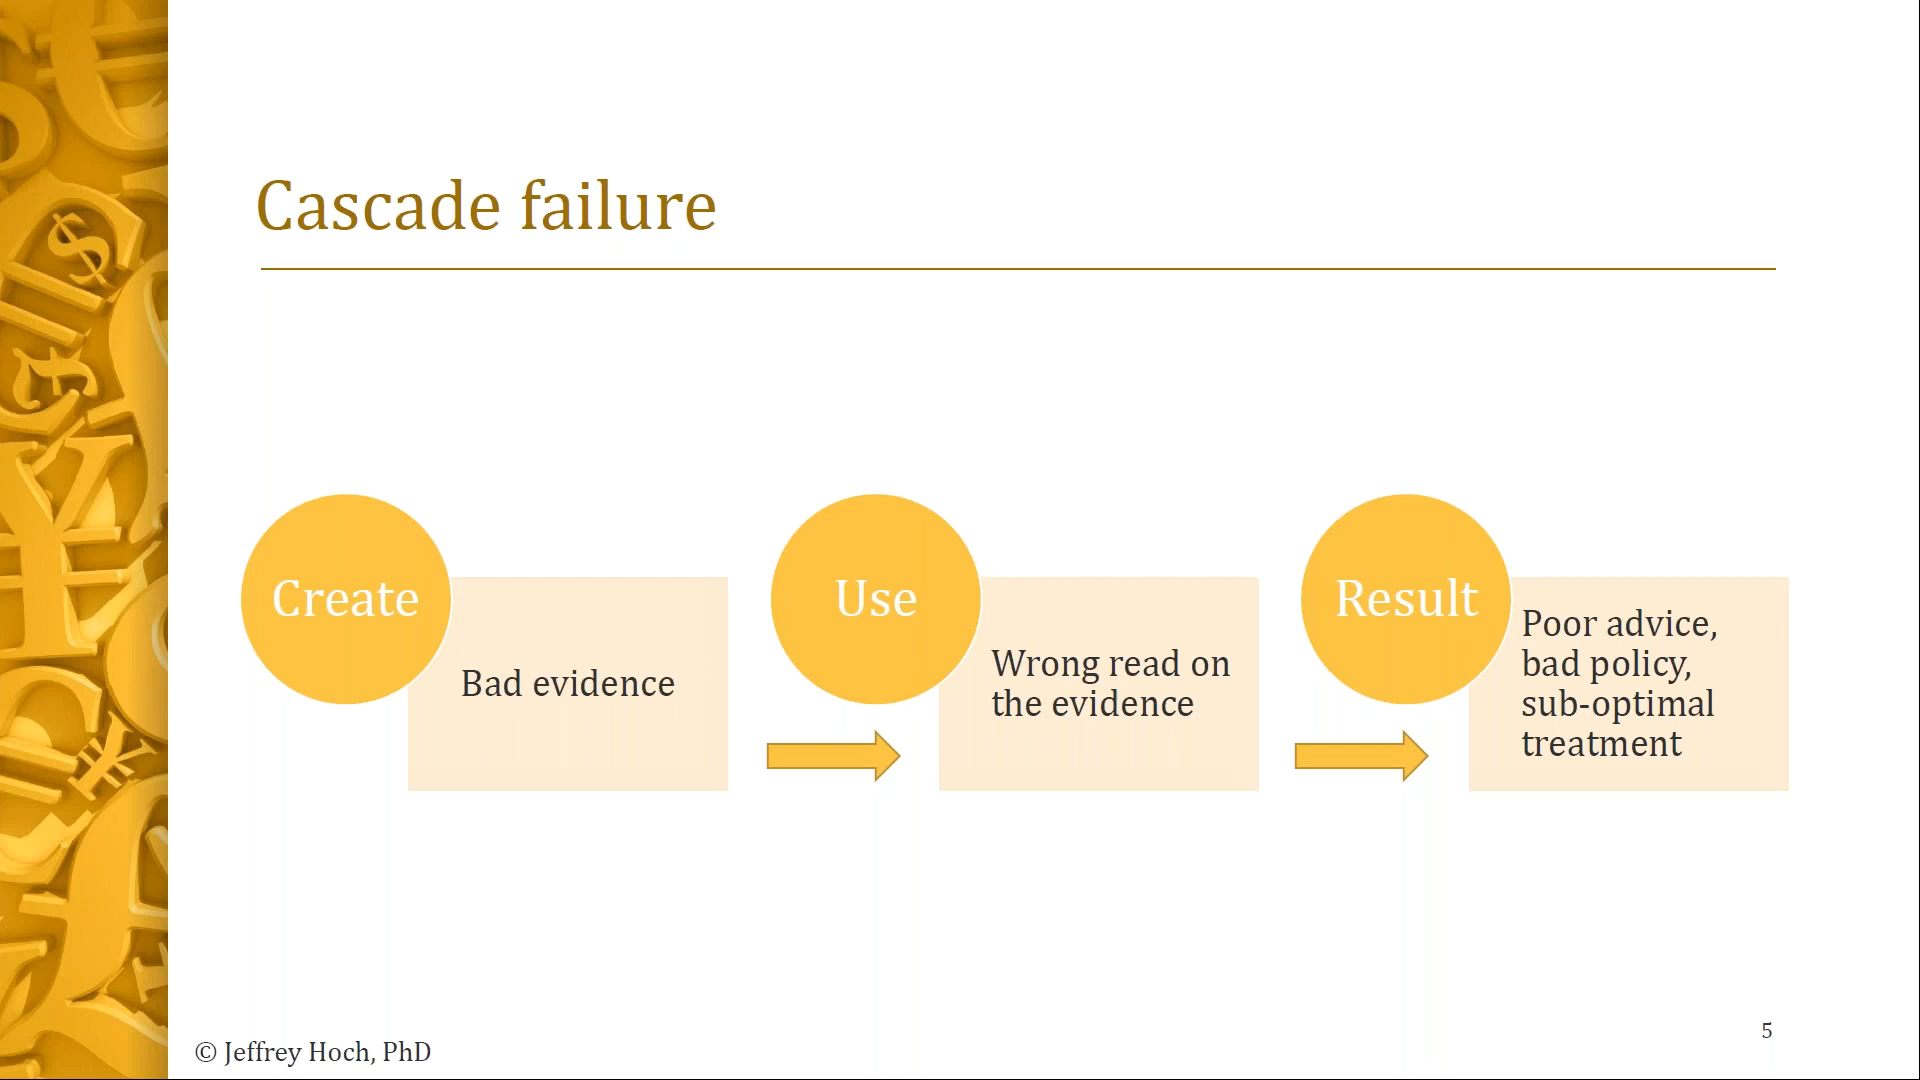 Cascade failure
Create
Bad evidence
Use
Wrong read on
the evidence
Result
Poor advice,
bad policy,
sub-optimal
treatment
© Jeffrey Hoch, PhD
5